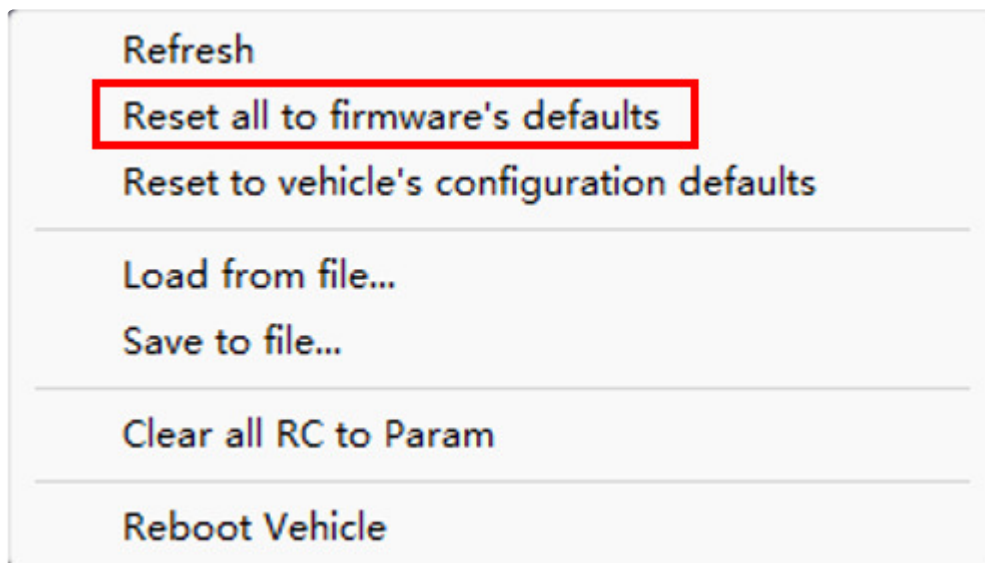 Refresh
Reset all to firmware's defaults
Reset to vehicle's configuration defaults
Load from file...
Save to file...
Clear all RC to Param
Reboot Vehicle